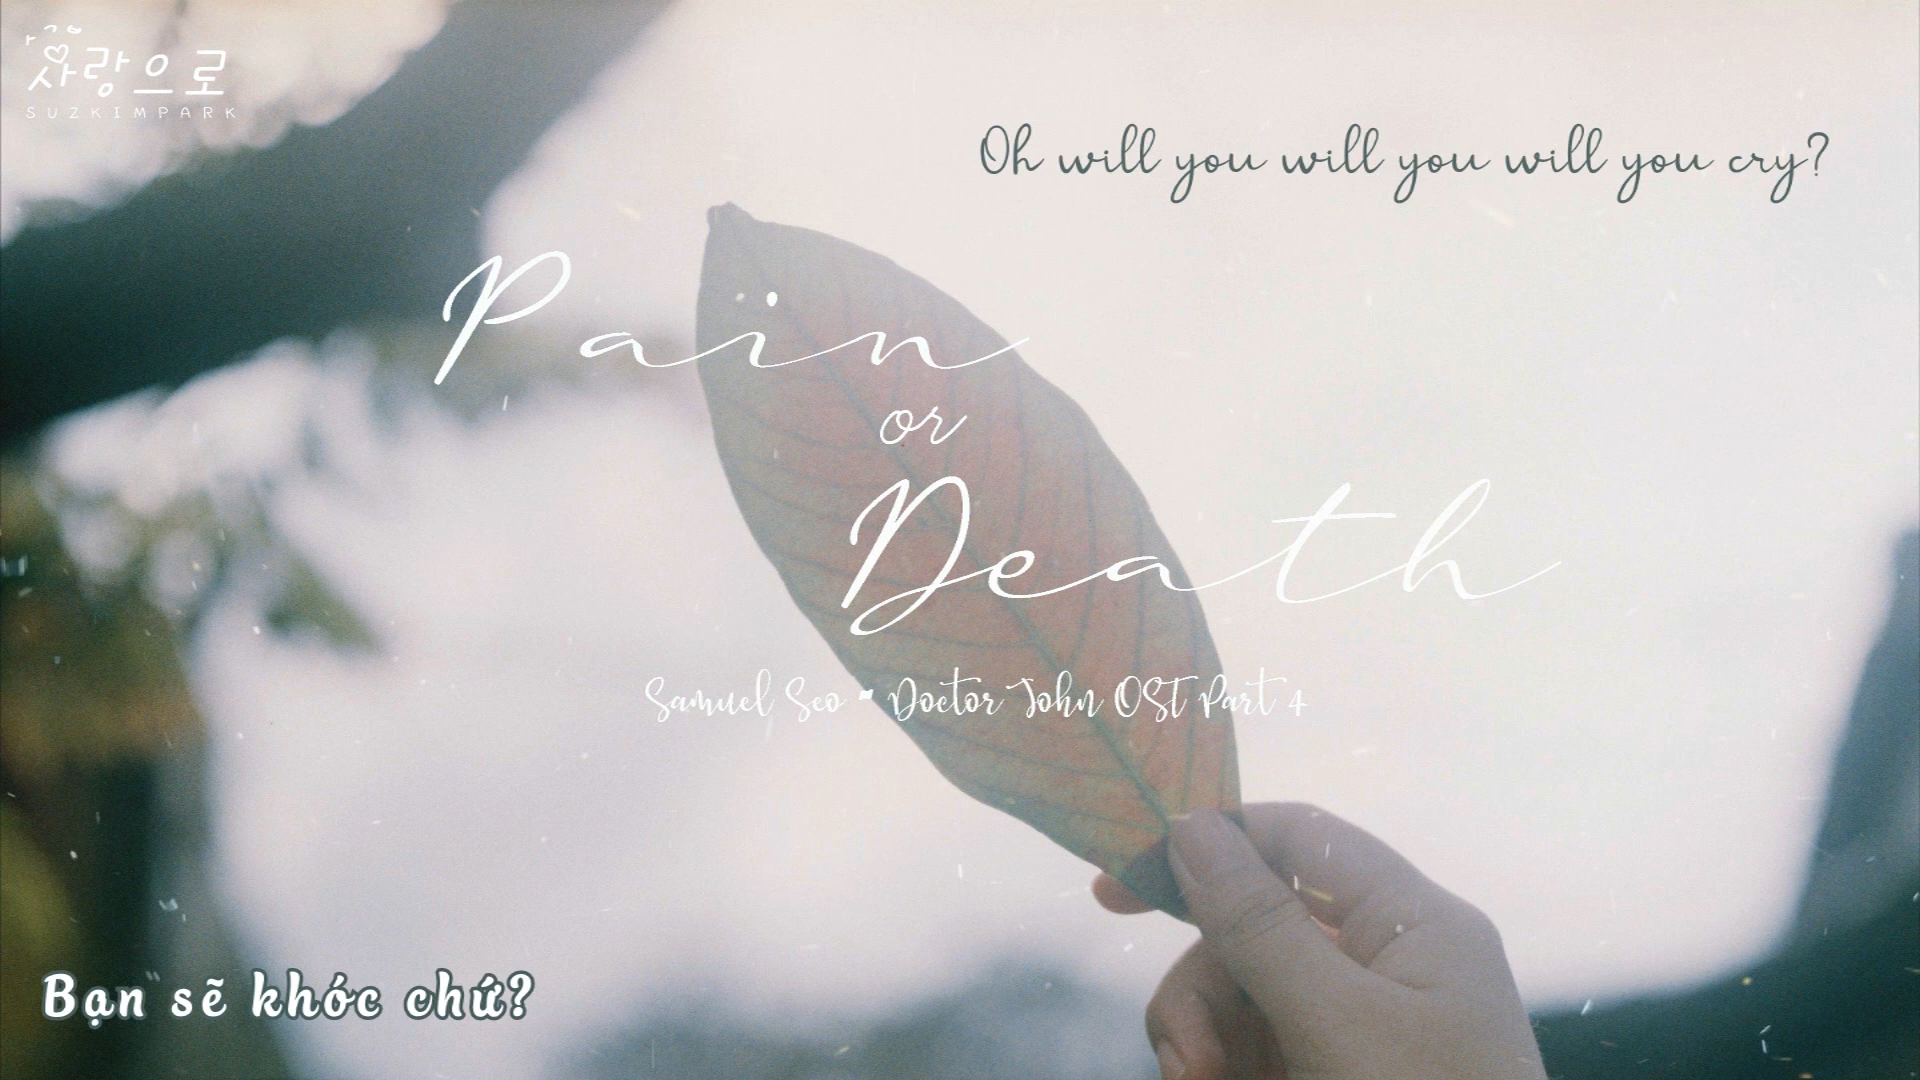 사랑으로
SUZKIMPARK
Oh will you will you will you cry?
Pain
or
Death
Samuel Seo - Doctor John OST Part 4
Bạn sẽ khóc chứ?